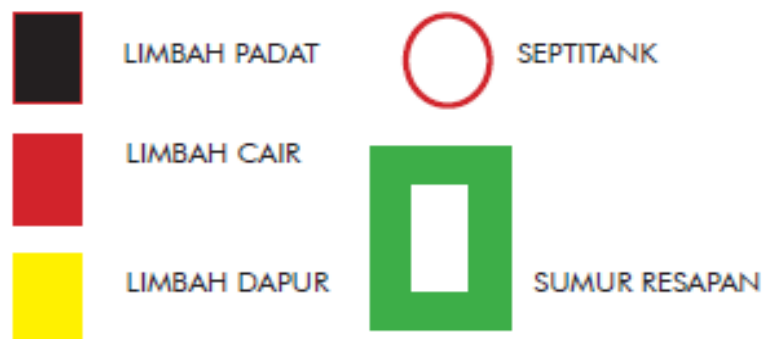 LIMBAH PADAT
SEPTITANK
LIMBAH CAIR
LIMBAH DAPUR
SUMUR RESAPAN